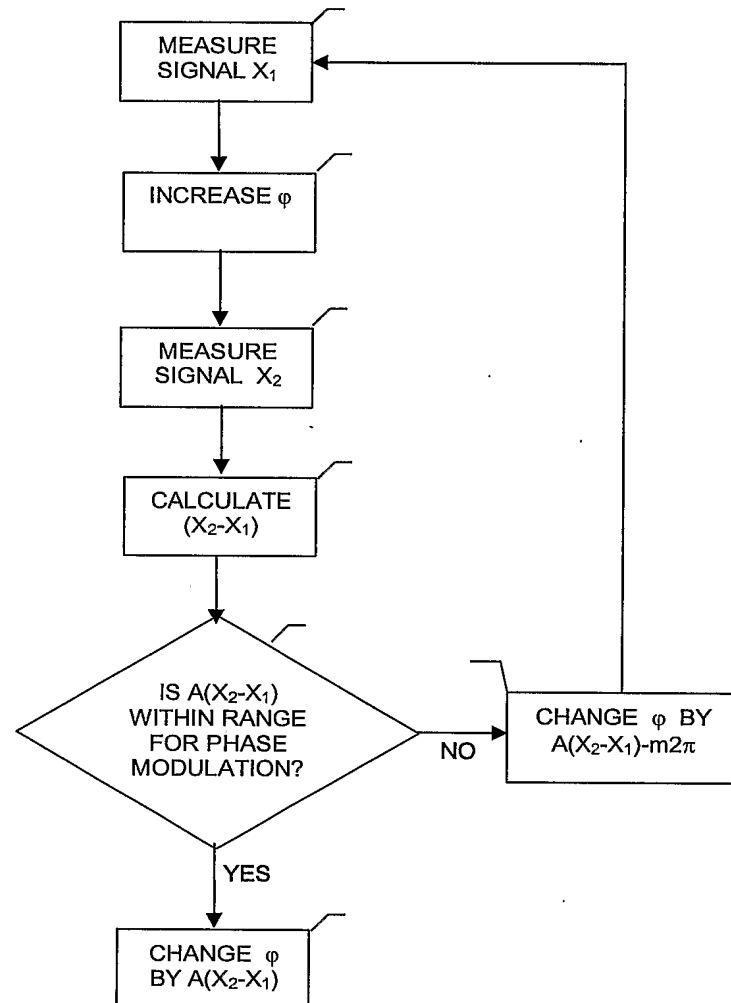 MEASURE
SIGNAL X₁
INCREASE φ
MEASURE
SIGNAL X₂
CALCULATE
(X₂-X₁)
IS A(X₂-X₁)
WITHIN RANGE
FOR PHASE
MODULATION?
NO
CHANGE φ BY
A(X₂-X₁)-m2π
YES
CHANGE φ
BY A(X₂-X₁)